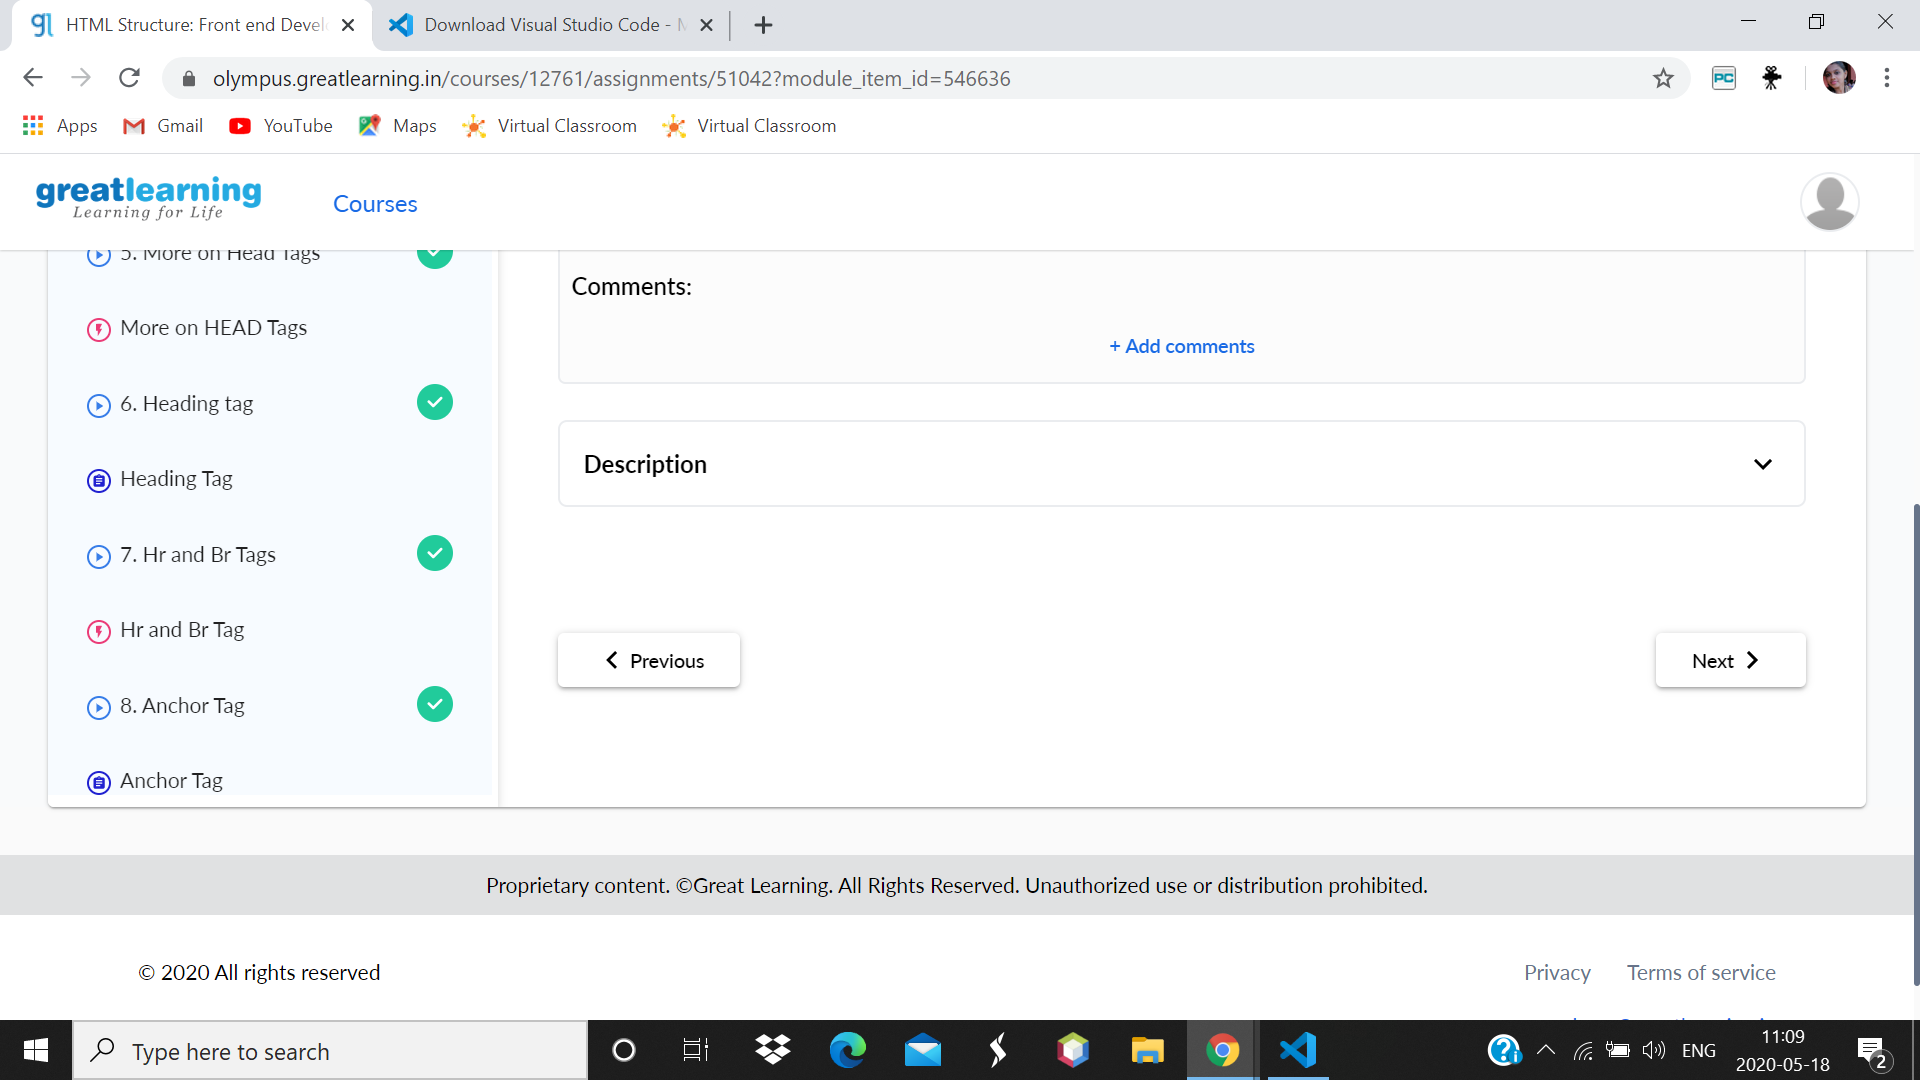 HTML Structure: Front end Devel
Download Visual Studio Code - M
olympus.greatlearning.in/courses/12761/assignments/51042?module_item_id=546636
PC
Apps
Gmail
YouTube
Maps
Virtual Classroom
Virtual Classroom
greatlearning
Learning for Life
Courses
5. More on Head Tags
More on HEAD Tags
6. Heading tag
Heading Tag
7. Hr and Br Tags
Hr and Br Tag
8. Anchor Tag
Anchor Tag
Comments:
+ Add comments
Description
Previous
Next
Proprietary content. ©Great Learning. All Rights Reserved. Unauthorized use or distribution prohibited.
© 2020 All rights reserved
Privacy
Terms of service
Type here to search
ENG
11:09
2020-05-18
2